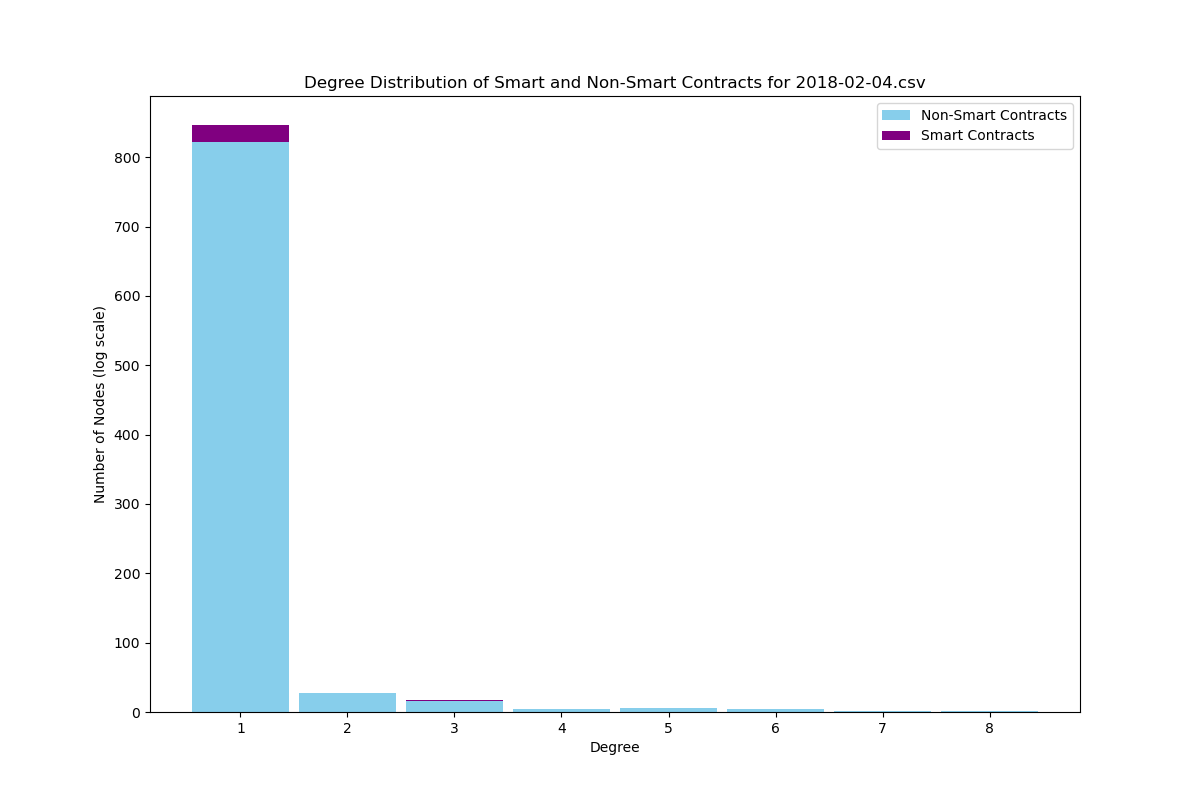 Degree Distribution of Smart and Non-Smart Contracts for 2018-02-04.csv
Non-Smart Contracts
Smart Contracts
Number of Nodes (log scale)
800
700
600
500
400
300
200
100
0
1 2 3 4 5 6 7 8
Degree